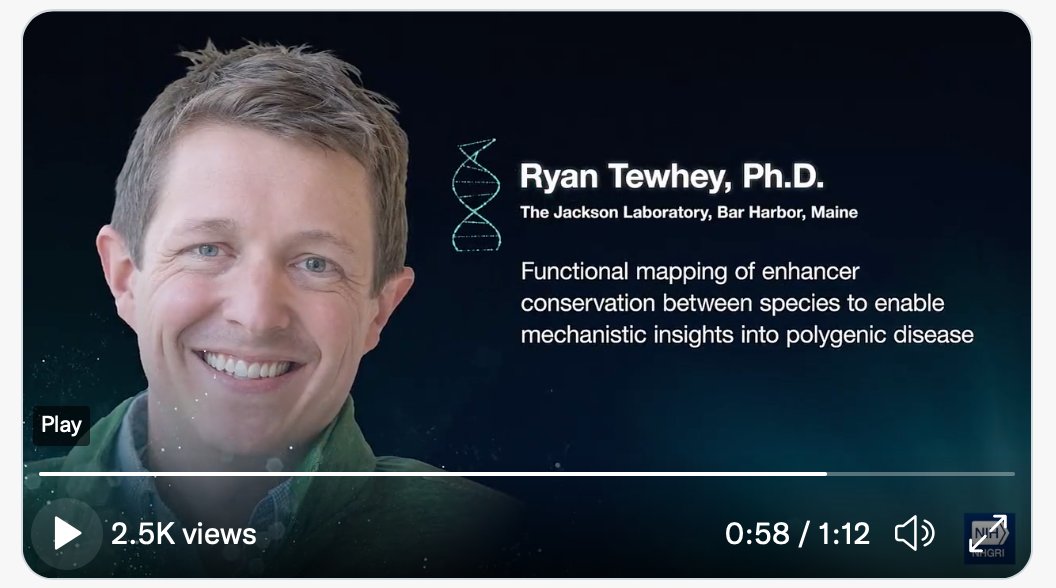 Ryan Tewhey, Ph.D.
The Jackson Laboratory, Bar Harbor, Maine
Functional mapping of enhancer
conservation between species to enable
mechanistic insights into polygenic disease
Play
2.5K views
0:58 / 1:12
NIH
NHGRI